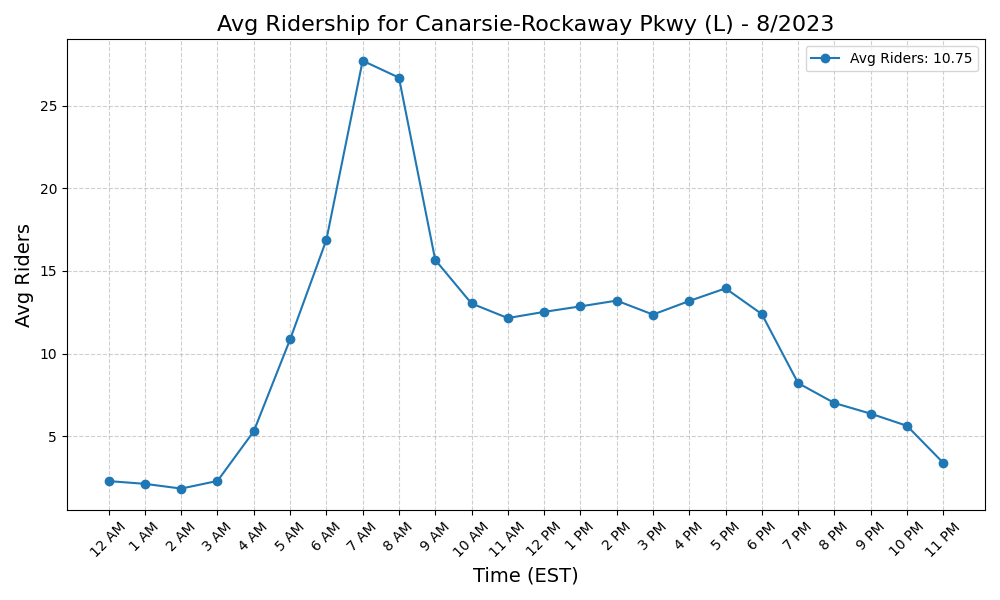 Avg Ridership for Canarsie-Rockaway Pkwy (L) - 8/2023
Avg Riders: 10.75
Avg Riders
25
20
15
10
5
12 AM
1 AM
2 AM
3 AM
4 AM
5 AM
6 AM
7 AM
8 AM
9 AM
10 AM
11 AM
12 PM
1 PM
2 PM
3 PM
4 PM
5 PM
6 PM
7 PM
8 PM
9 PM
10 PM
11 PM
Time (EST)